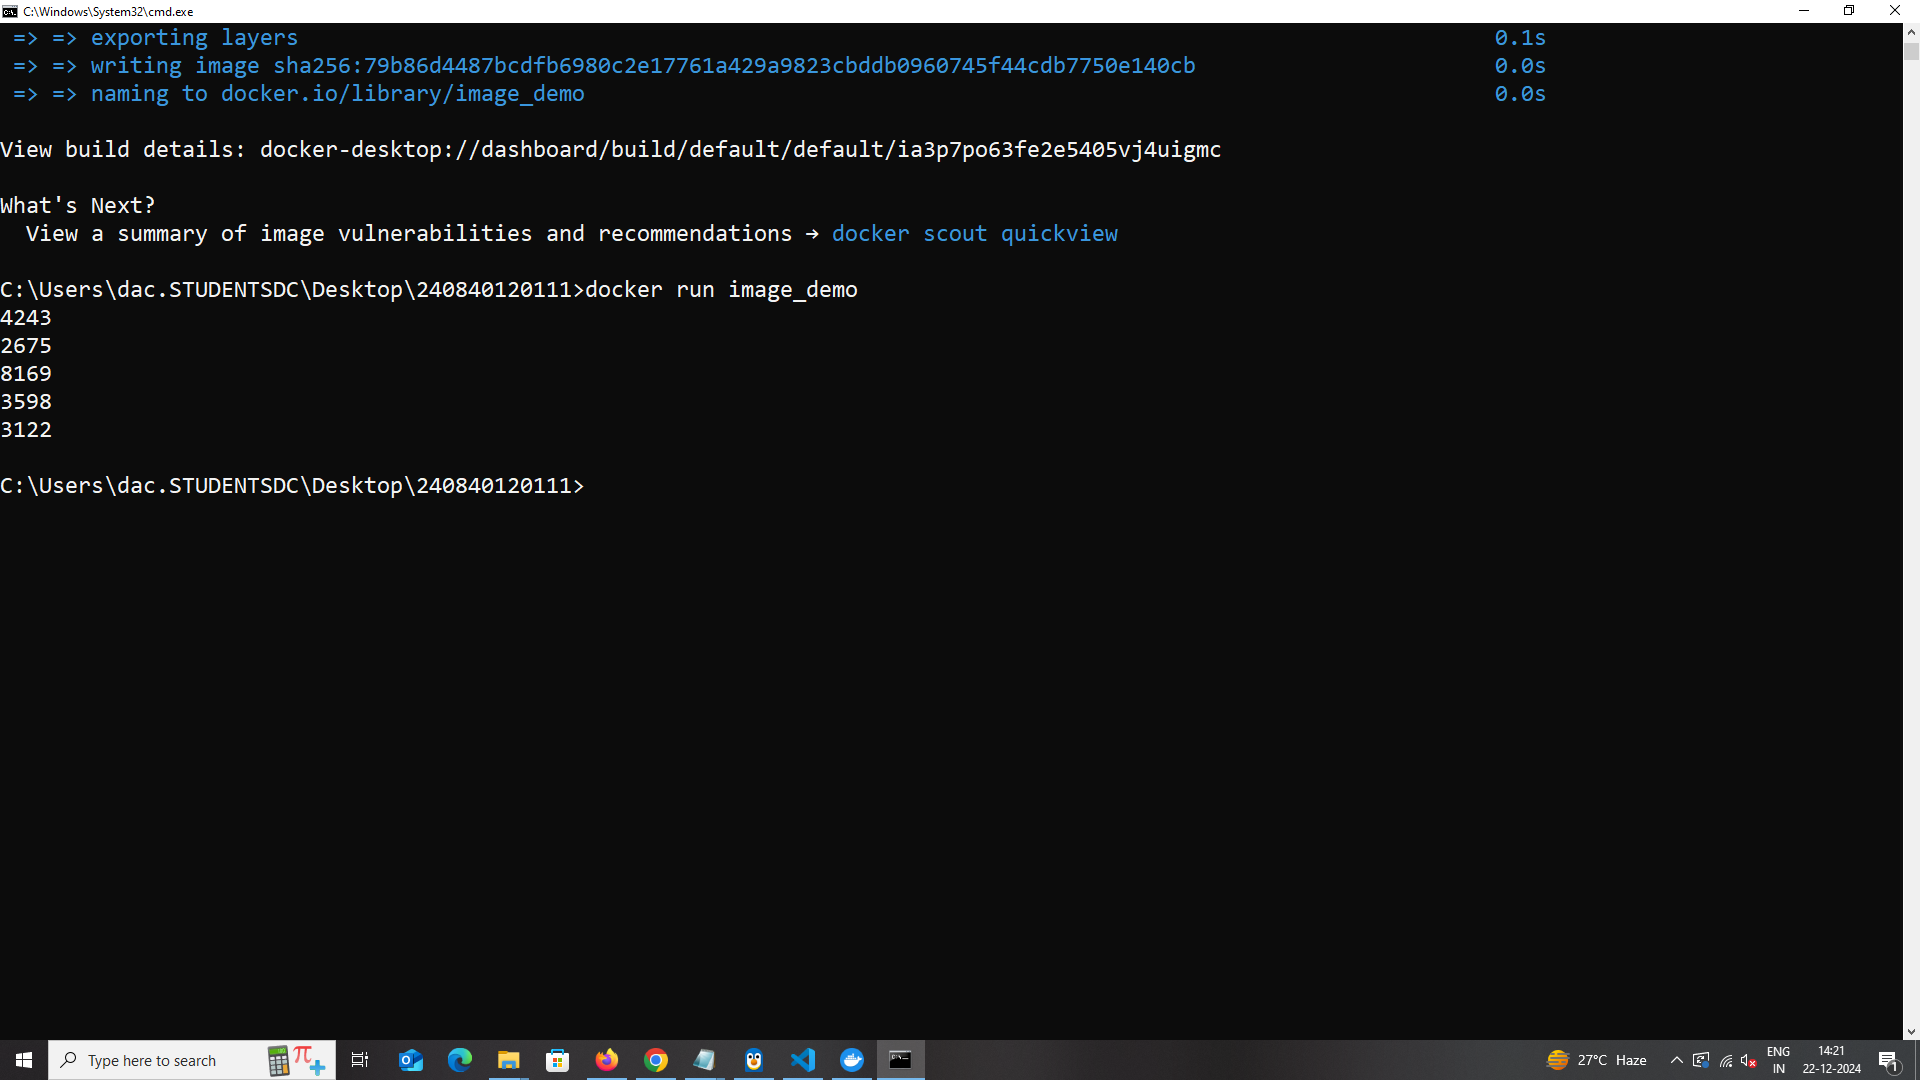 C:\Windows\System32\cmd.exe
=> => exporting layers 0.1s
=> => writing image sha256:79b86d4487bcdfb6980c2e17761a429a9823cbddb0960745f44cdb7750e140cb 0.0s
=> => naming to docker.io/library/image_demo 0.0s
View build details: docker-desktop://dashboard/build/default/default/ia3p7po63fe2e5405vj4uigmc
What's Next?
View a summary of image vulnerabilities and recommendations → docker scout quickview
C:\Users\dac.STUDENTSDC\Desktop\240840120111>docker run image_demo
4243
2675
8169
3598
3122
C:\Users\dac.STUDENTSDC\Desktop\240840120111>
Type here to search
27°C Haze
ENG
IN
14:21
22-12-2024
1